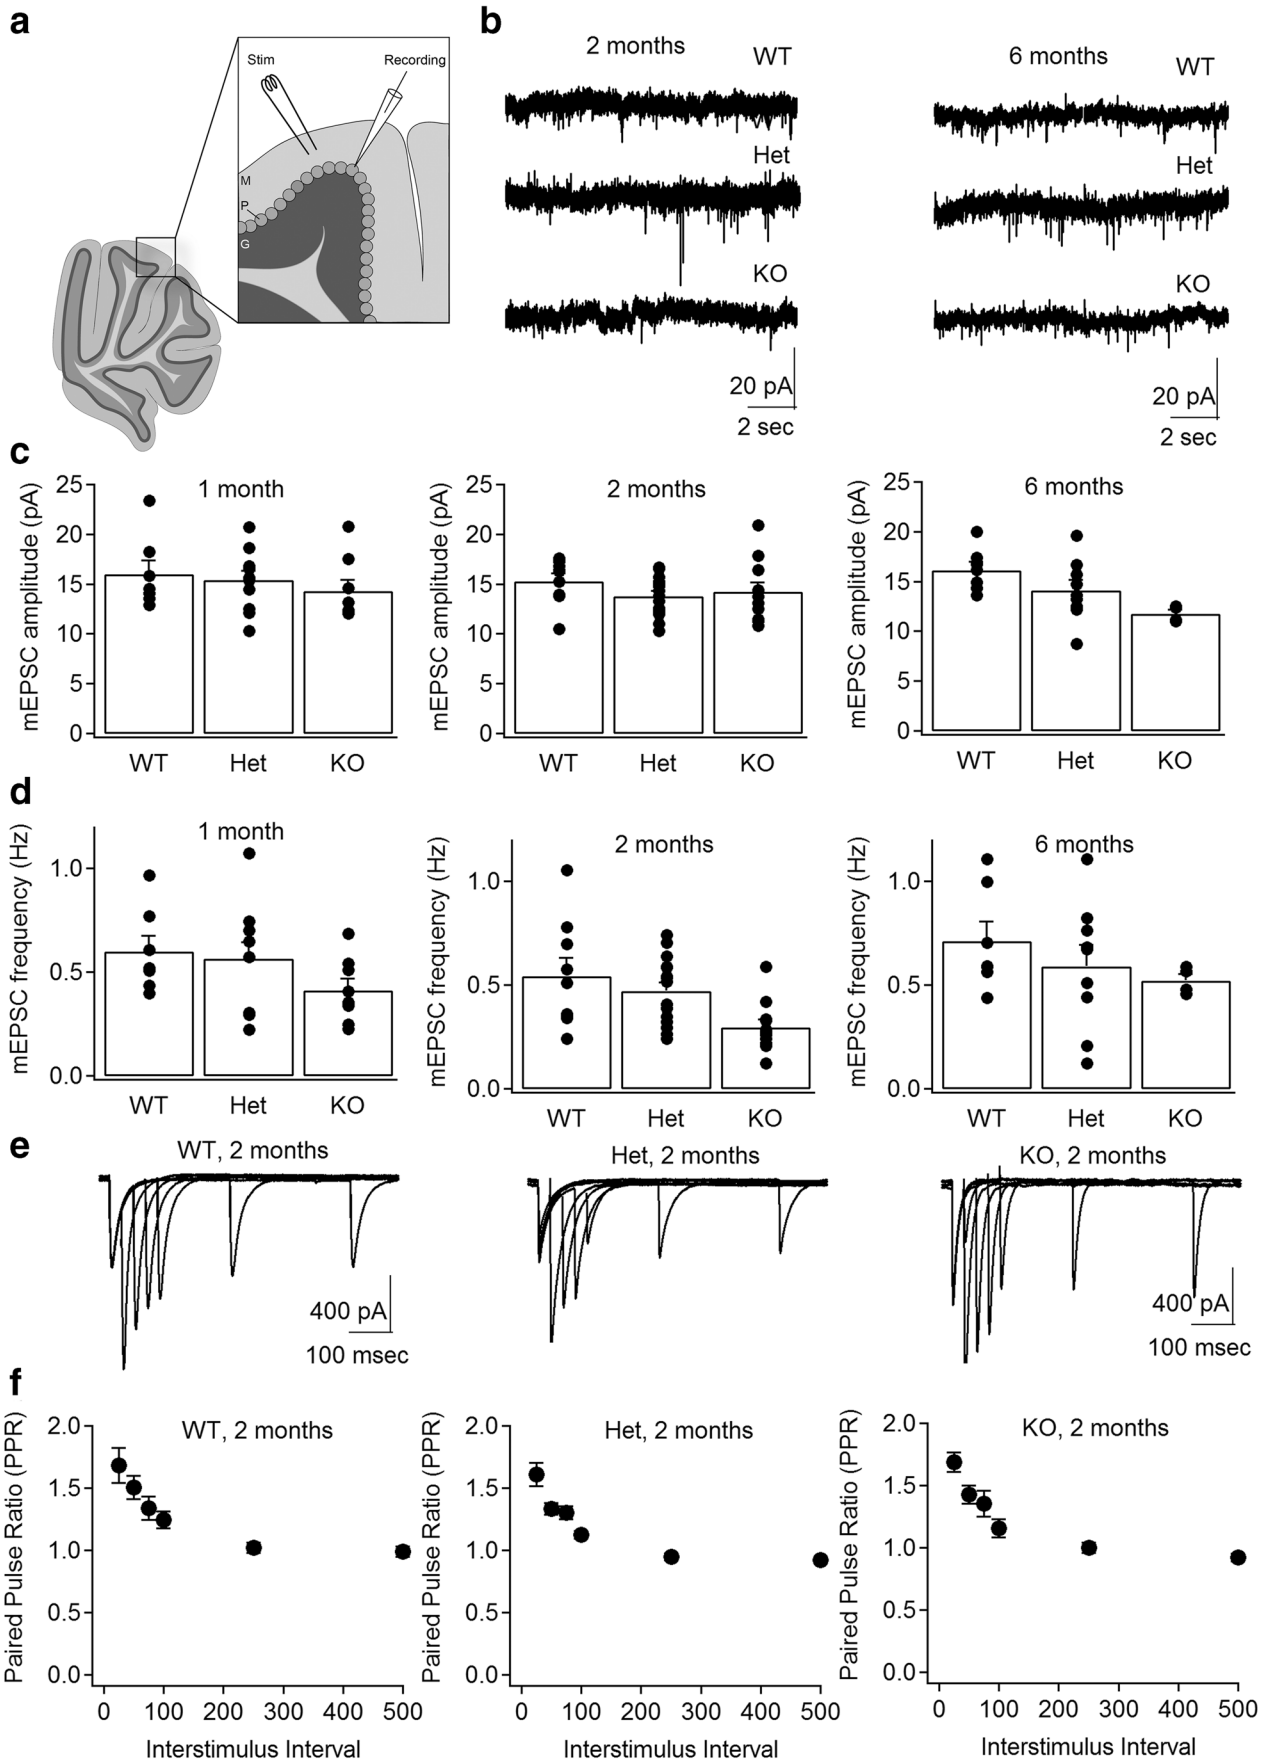 a
Stim
Recording
M
P
G
b
2 months
WT
Het
KO
20 pA
2 sec
6 months
WT
Het
KO
20 pA
2 sec
c
mEPSC amplitude (pA)
1 month
25
20
15
10
5
0
WT Het KO
mEPSC amplitude (pA)
2 months
25
20
15
10
5
0
WT Het KO
mEPSC amplitude (pA)
6 months
25
20
15
10
5
0
WT Het KO
d
mEPSC frequency (Hz)
1 month
1.0
0.5
0.0
WT Het KO
mEPSC frequency (Hz)
2 months
1.0
0.5
0.0
WT Het KO
mEPSC frequency (Hz)
6 months
1.0
0.5
0.0
WT Het KO
e
WT, 2 months
400 pA
100 msec
Het, 2 months
KO, 2 months
400 pA
100 msec
f
Paired Pulse Ratio (PPR)
WT, 2 months
2.0
1.5
1.0
0.5
0.0
0 100 200 300 400 500
Interstimulus Interval
Paired Pulse Ratio (PPR)
Het, 2 months
2.0
1.5
1.0
0.5
0.0
0 100 200 300 400 500
Interstimulus Interval
Paired Pulse Ratio (PPR)
KO, 2 months
2.0
1.5
1.0
0.5
0.0
0 100 200 300 400 500
Interstimulus Interval